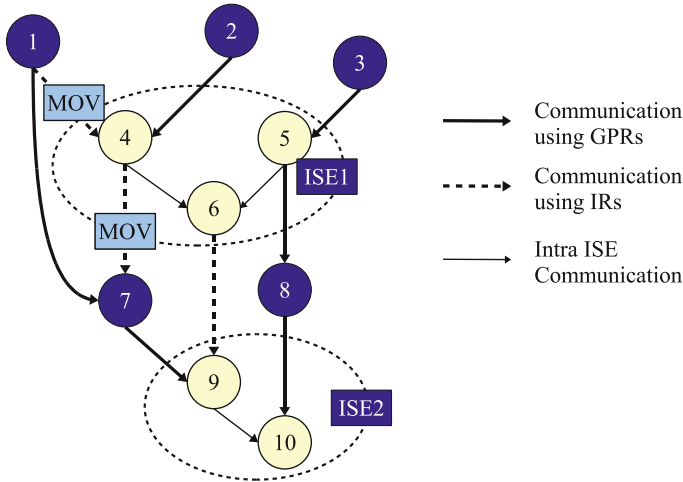 1
2
3
MOV
4
5
ISE1
6
MOV
7
8
9
ISE2
10
Communication
using GPRs
Communication
using IRs
Intra ISE
Communication